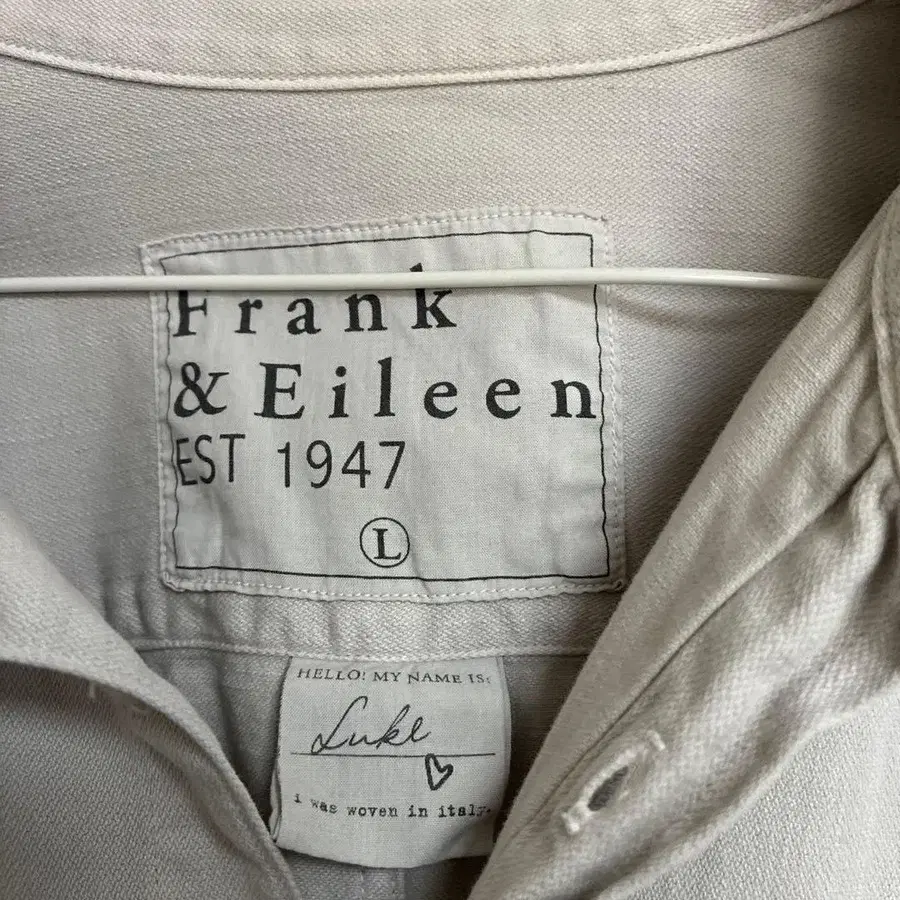 Frank
& Eileen
EST 1947
L
HELLO! MY NAME IS:
Luke
i was woven in italy.